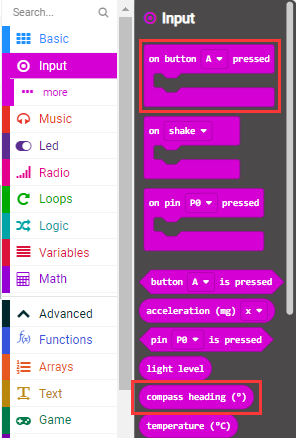 Search...
Basic
Input
more
Music
Led
Radio
Loops
Logic
Variables
Math
Advanced
Functions
f(x)
Arrays
Text
Game
Input
on button A pressed
on shake
on pin P0 pressed
button A is pressed
acceleration (mg) x
pin P0 is pressed
light level
compass heading (°)
temperature (°C)